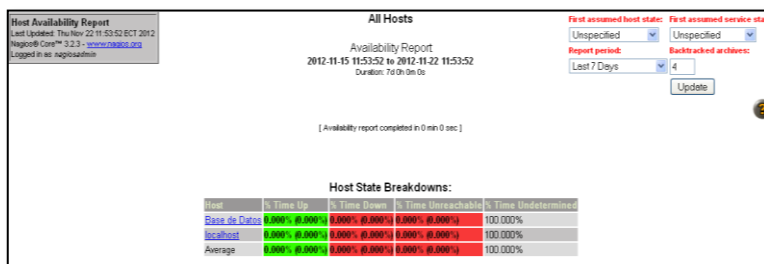 Host Availability Report
Last Updated: Thu Nov 22 11:53:52 ECT 2012
Nagios® Core™ 3.2.3 - www.nagios.org
Logged in as nagiosadmin
All Hosts
Availability Report
2012-11-15 11:53:52 to 2012-11-22 11:53:52
Duration: 7d 0h 0m 0s
[ Availability report completed in 0 min 0 sec ]
First assumed host state: First assumed service sta
Unspecified Unspecified
Report period: Backtracked archives:
Last 7 Days 4
Update
Host State Breakdowns:
Host % Time Up % Time Down % Time Unreachable % Time Undetermined
Base de Datos 0.000% (0.000%) 0.000% (0.000%) 0.000% (0.000%) 100.000%
localhost 0.000% (0.000%) 0.000% (0.000%) 0.000% (0.000%) 100.000%
Average 0.000% (0.000%) 0.000% (0.000%) 0.000% (0.000%) 100.000%